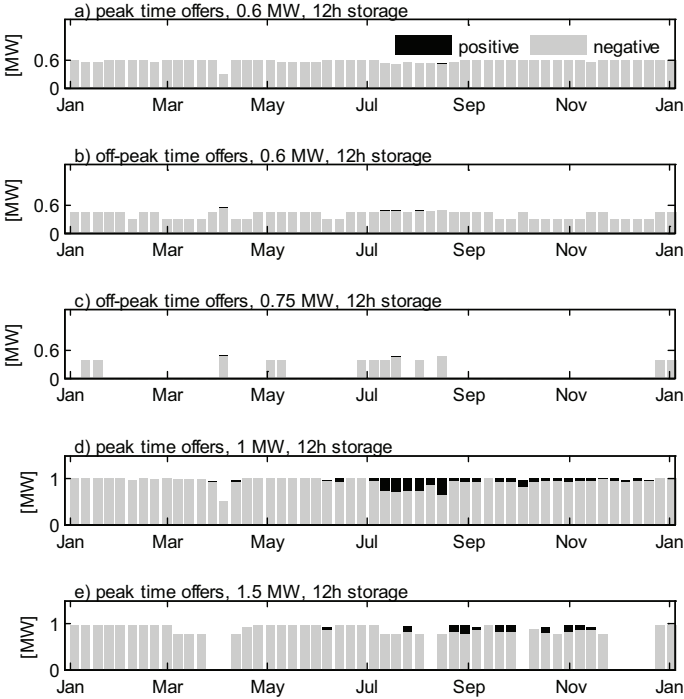 a) peak time offers, 0.6 MW, 12h storage
positive negative
[MW]
0.6
0
Jan Mar May Jul Sep Nov Jan
b) off-peak time offers, 0.6 MW, 12h storage
[MW]
0.6
0
Jan Mar May Jul Sep Nov Jan
c) off-peak time offers, 0.75 MW, 12h storage
[MW]
0.6
0
Jan Mar May Jul Sep Nov Jan
d) peak time offers, 1 MW, 12h storage
[MW]
1
0
Jan Mar May Jul Sep Nov Jan
e) peak time offers, 1.5 MW, 12h storage
[MW]
1
0
Jan Mar May Jul Sep Nov Jan